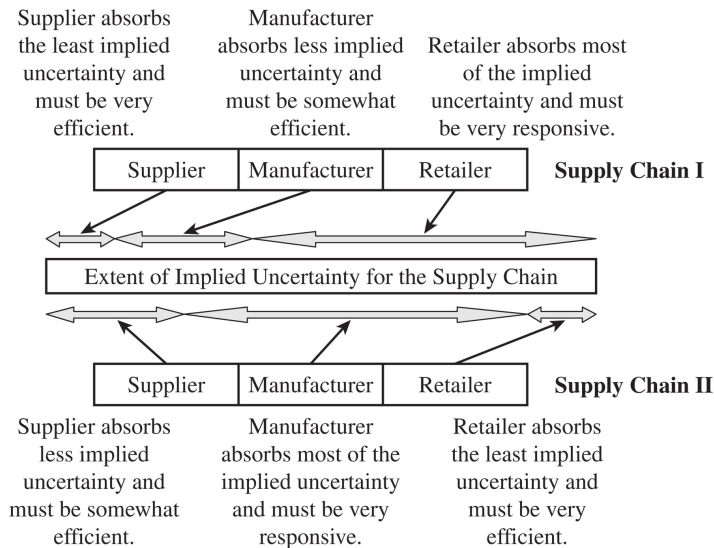 Supplier absorbs
the least implied
uncertainty and
must be very
efficient.
Manufacturer
absorbs less implied
uncertainty and
must be somewhat
efficient.
Retailer absorbs most
of the implied
uncertainty and must
be very responsive.
Supplier
Manufacturer
Retailer
Supply Chain I
Extent of Implied Uncertainty for the Supply Chain
Supplier
Manufacturer
Retailer
Supply Chain II
Supplier absorbs
less implied
uncertainty and
must be somewhat
efficient.
Manufacturer
absorbs most of the
implied uncertainty
and must be very
responsive.
Retailer absorbs
the least implied
uncertainty and
must be very
efficient.